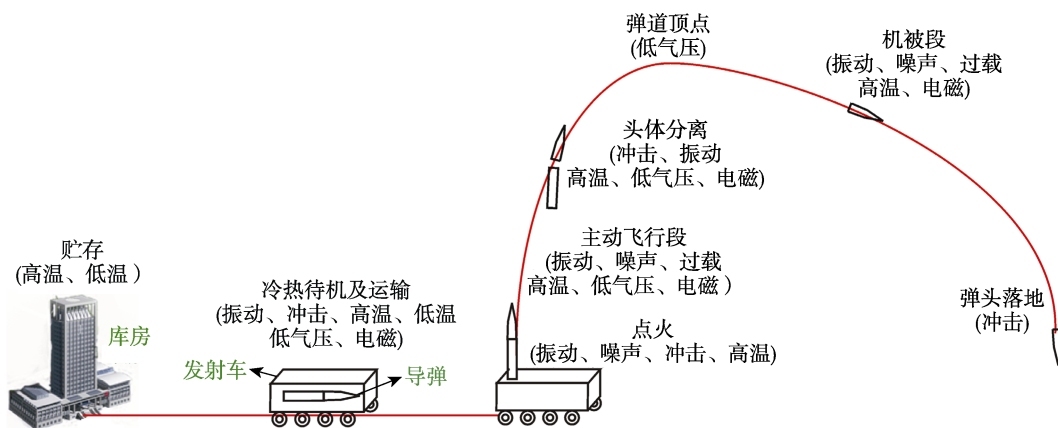 弹道顶点
(低气压)
机被段
(振动、噪声、过载
高温、电磁)
头体分离
(冲击、振动
高温、低气压、电磁)
主动飞行段
(振动、噪声、过载
高温、低气压、电磁)
贮存
(高温、低温)
库房
冷热待机及运输
(振动、冲击、高温、低温
低气压、电磁)
发射车
导弹
点火
(振动、噪声、冲击、高温)
弹头落地
(冲击)